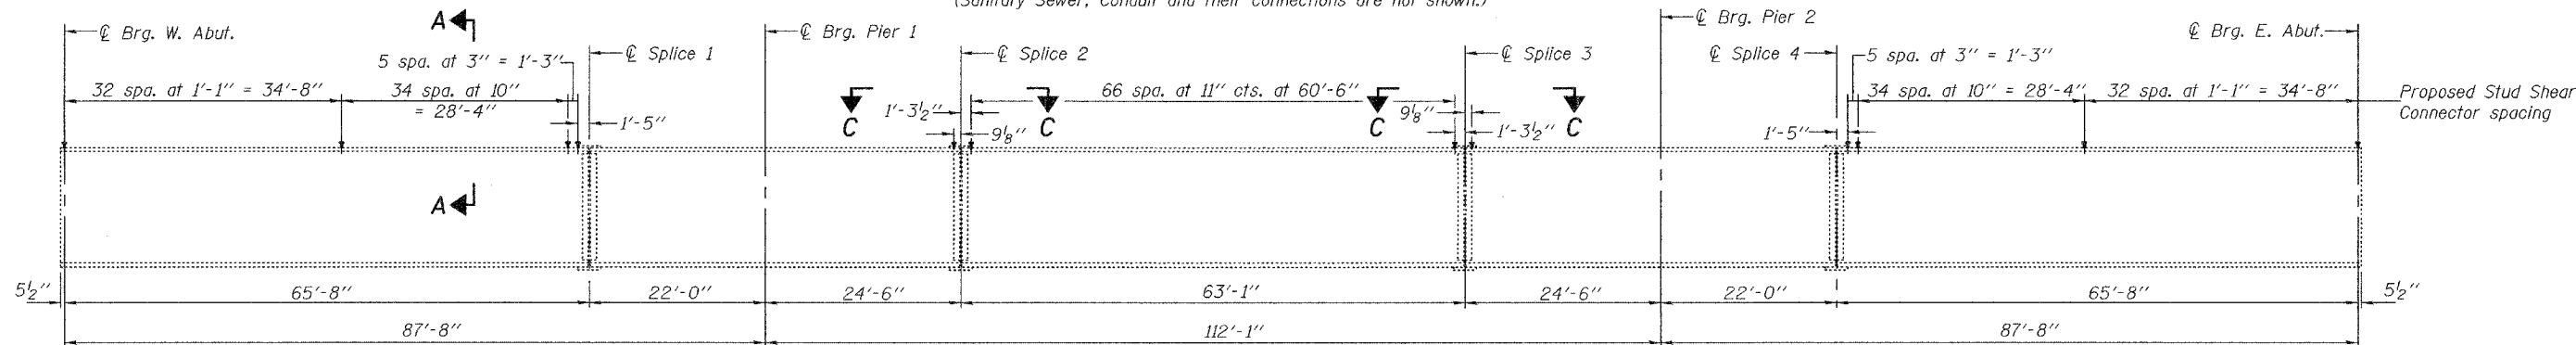 (Sanitary Sewer, Conduit and their connections are not shown.)
℄ Brg. W. Abut.
A
5 spa. at 3" = 1'-3"
℄ Splice 1
℄ Brg. Pier 1
℄ Splice 2
℄ Splice 3
℄ Brg. Pier 2
℄ Splice 4
5 spa. at 3" = 1'-3"
℄ Brg. E. Abut.
32 spa. at 1'-1" = 34'-8"
34 spa. at 10"
= 28'-4"
1'-5"
C
1'-3½"
9⅛"
C
66 spa. at 11" cts. at 60'-6"
C
9⅛"
1'-3½"
C
1'-5"
34 spa. at 10" = 28'-4"
32 spa. at 1'-1" = 34'-8"
Proposed Stud Shear
Connector spacing
A
5½"
65'-8"
22'-0"
24'-6"
63'-1"
24'-6"
22'-0"
65'-8"
5½"
87'-8"
112'-1"
87'-8"